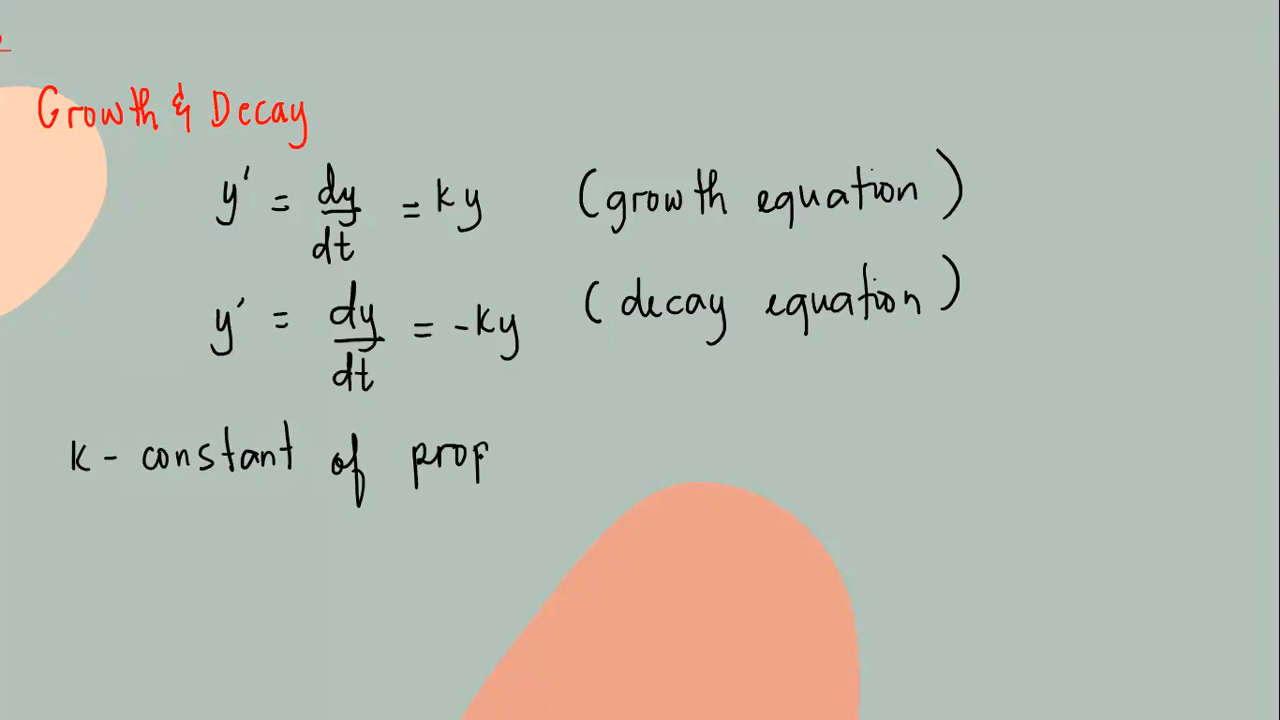 Growth & Decay
y' = dy/dt = ky (growth equation)
y' = dy/dt = -ky (decay equation)
k - constant of prop